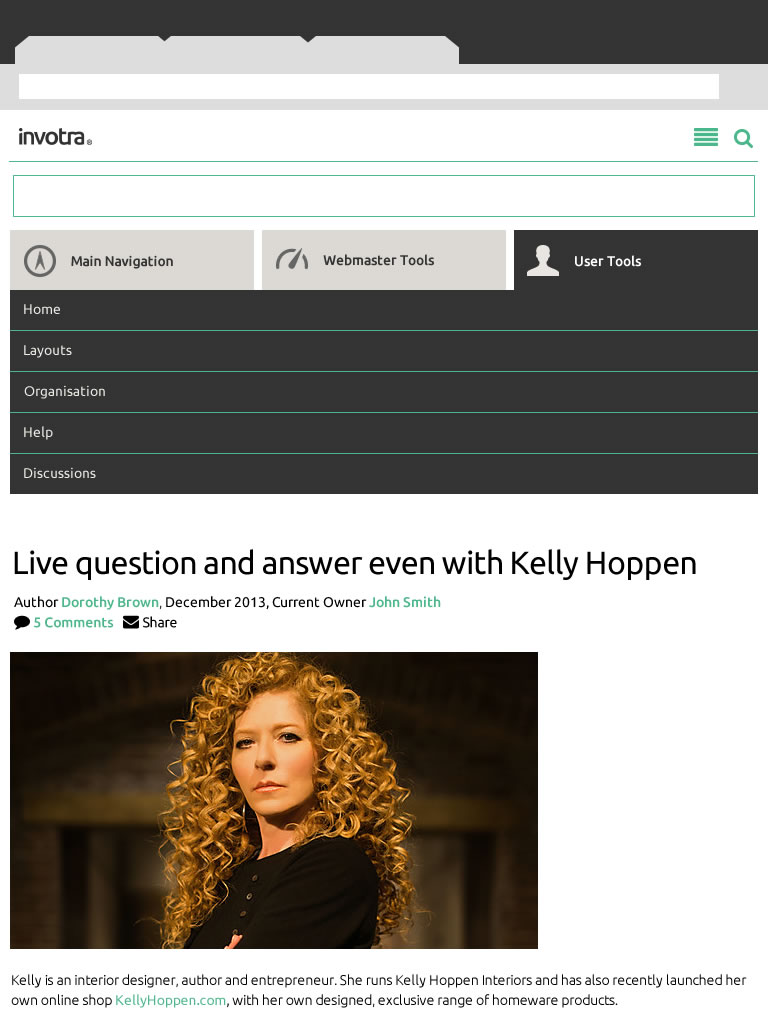 invotra®
Main Navigation
Webmaster Tools
User Tools
Home
Layouts
Organisation
Help
Discussions
Live question and answer even with Kelly Hoppen
Author Dorothy Brown, December 2013, Current Owner John Smith
5 Comments Share
Kelly is an interior designer, author and entrepreneur. She runs Kelly Hoppen Interiors and has also recently launched her
own online shop KellyHoppen.com, with her own designed, exclusive range of homeware products.